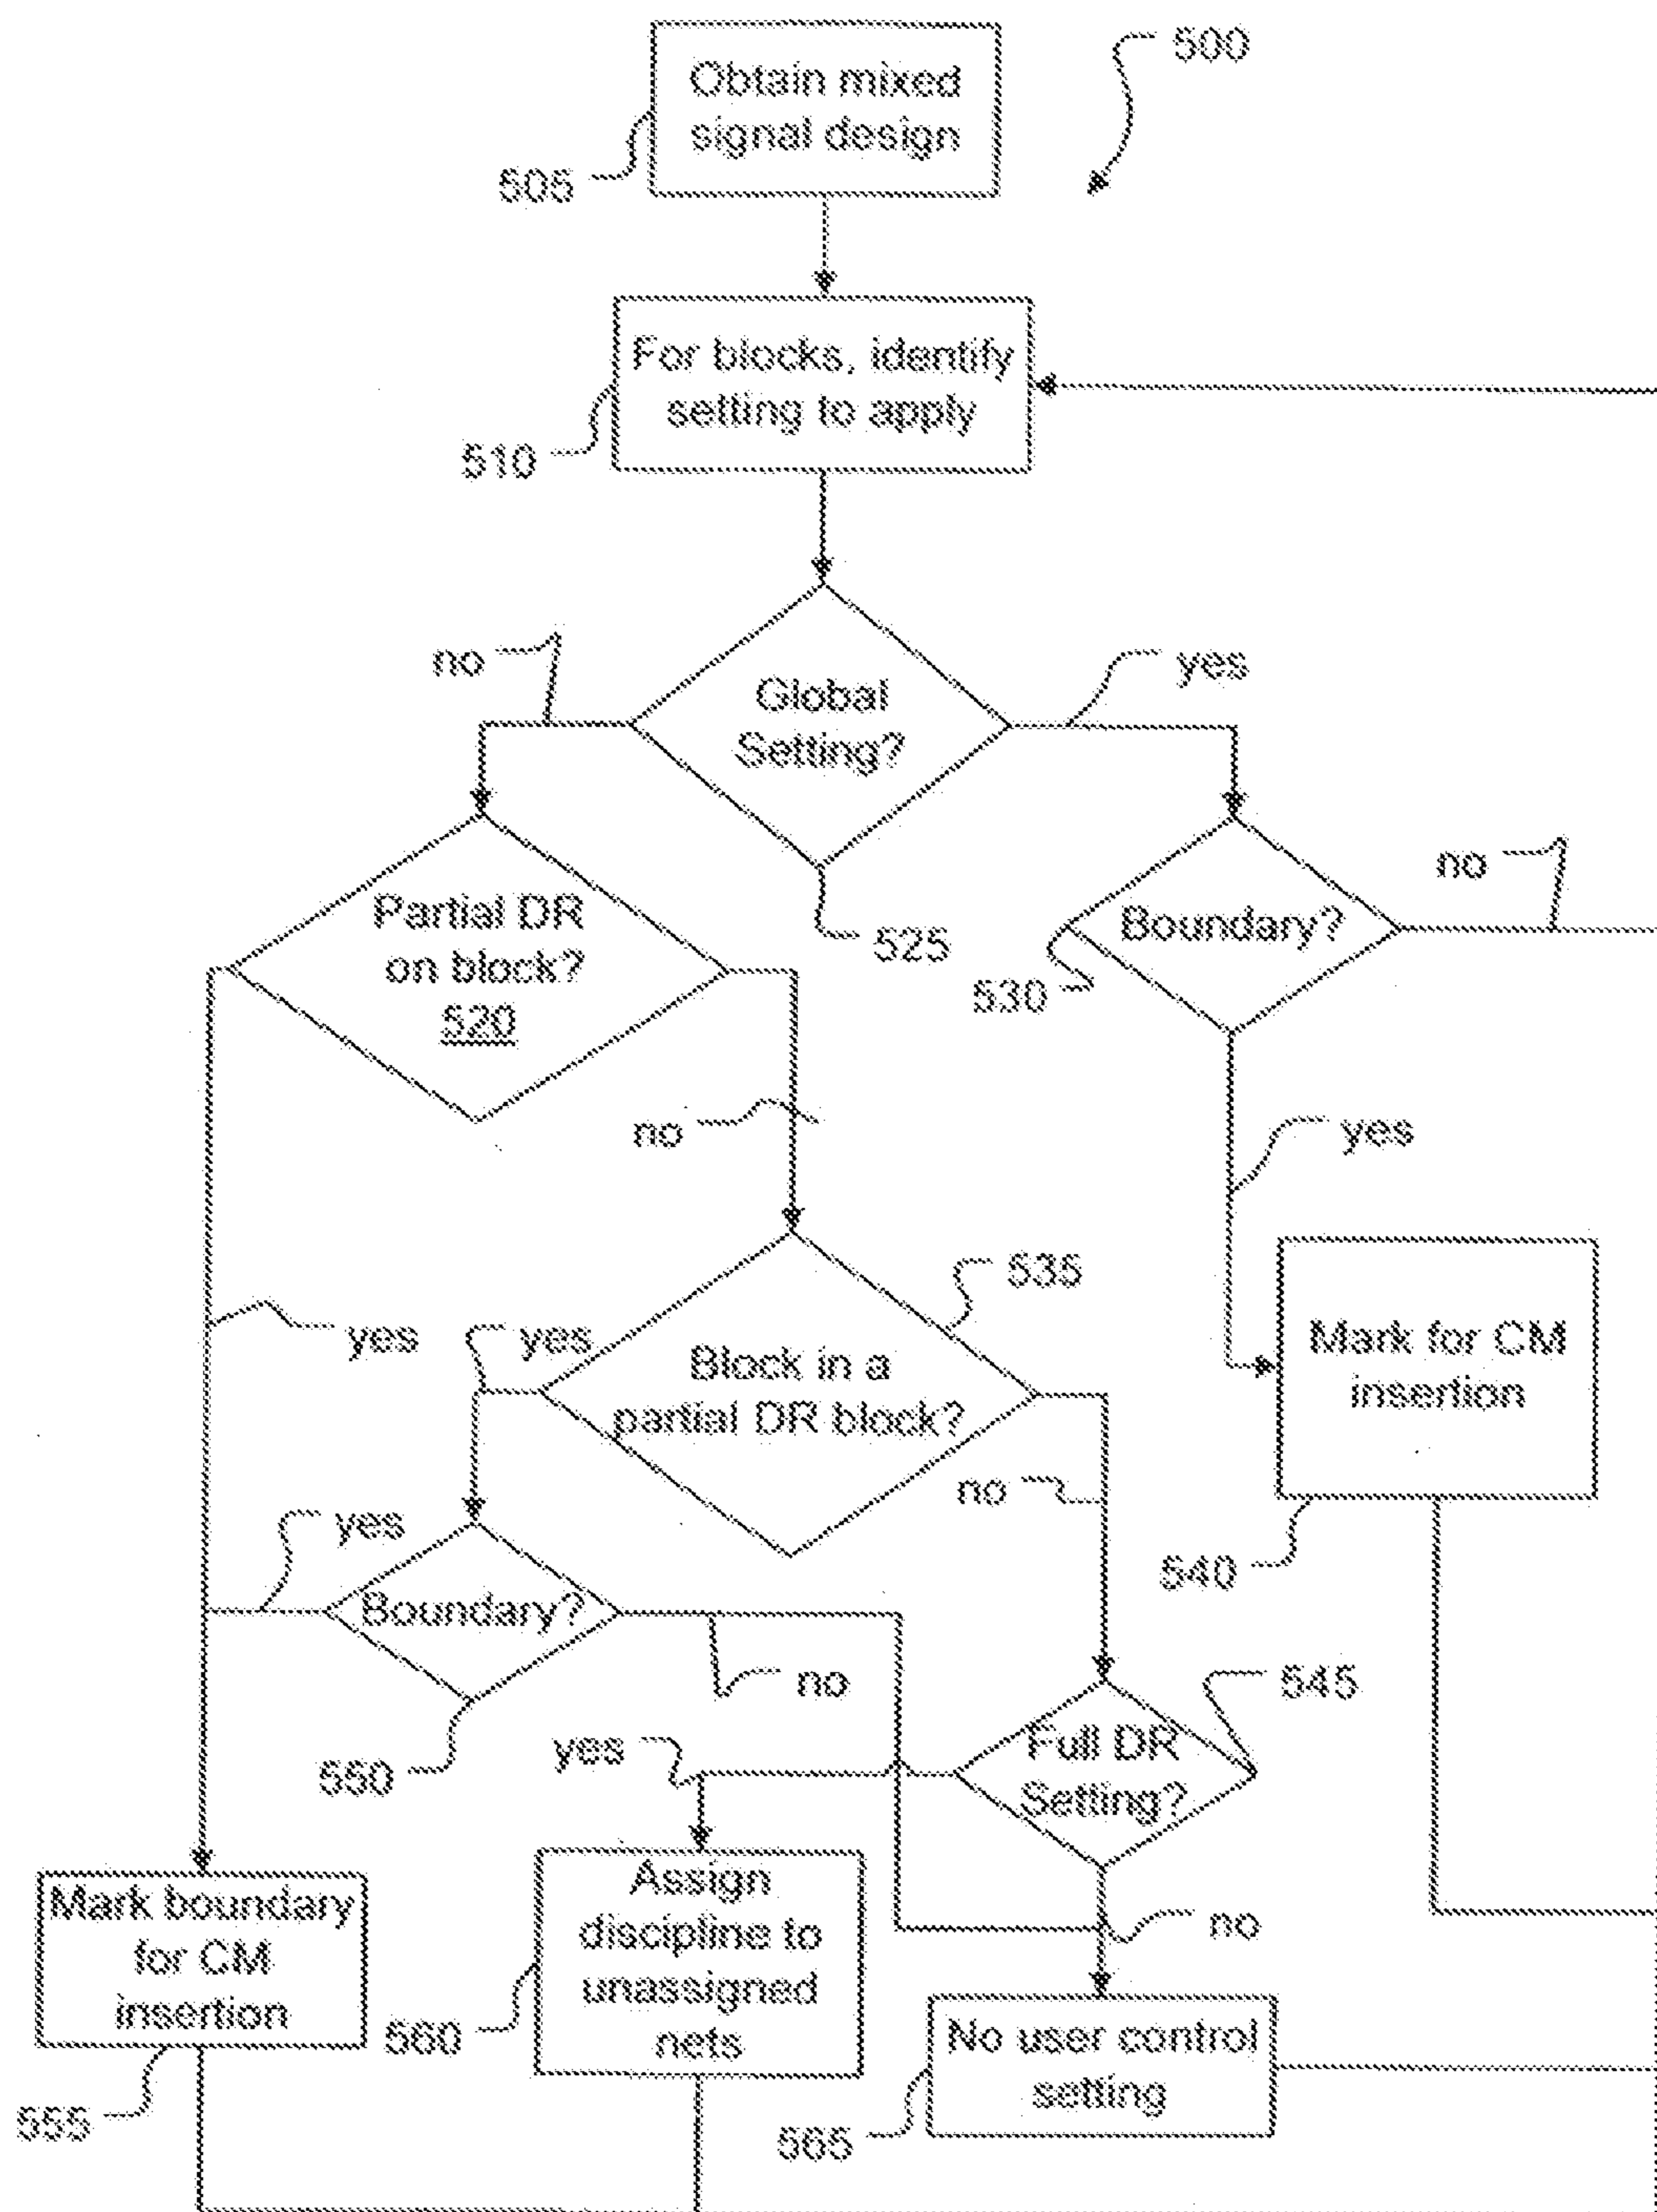 Obtain mixed
signal design
500
505
For blocks, identify
setting to apply
510
no
yes
Global
Setting?
525
Partial DR
on block?
520
Boundary?
no
530
no
yes
yes
yes
Block in a
partial DR block?
535
Mark for CM
insertion
540
no
yes
Boundary?
no
550
yes
Full DR
Setting?
545
no
Mark boundary
for CM
insertion
555
Assign
discipline to
unassigned
nets
560
No user control
setting
565